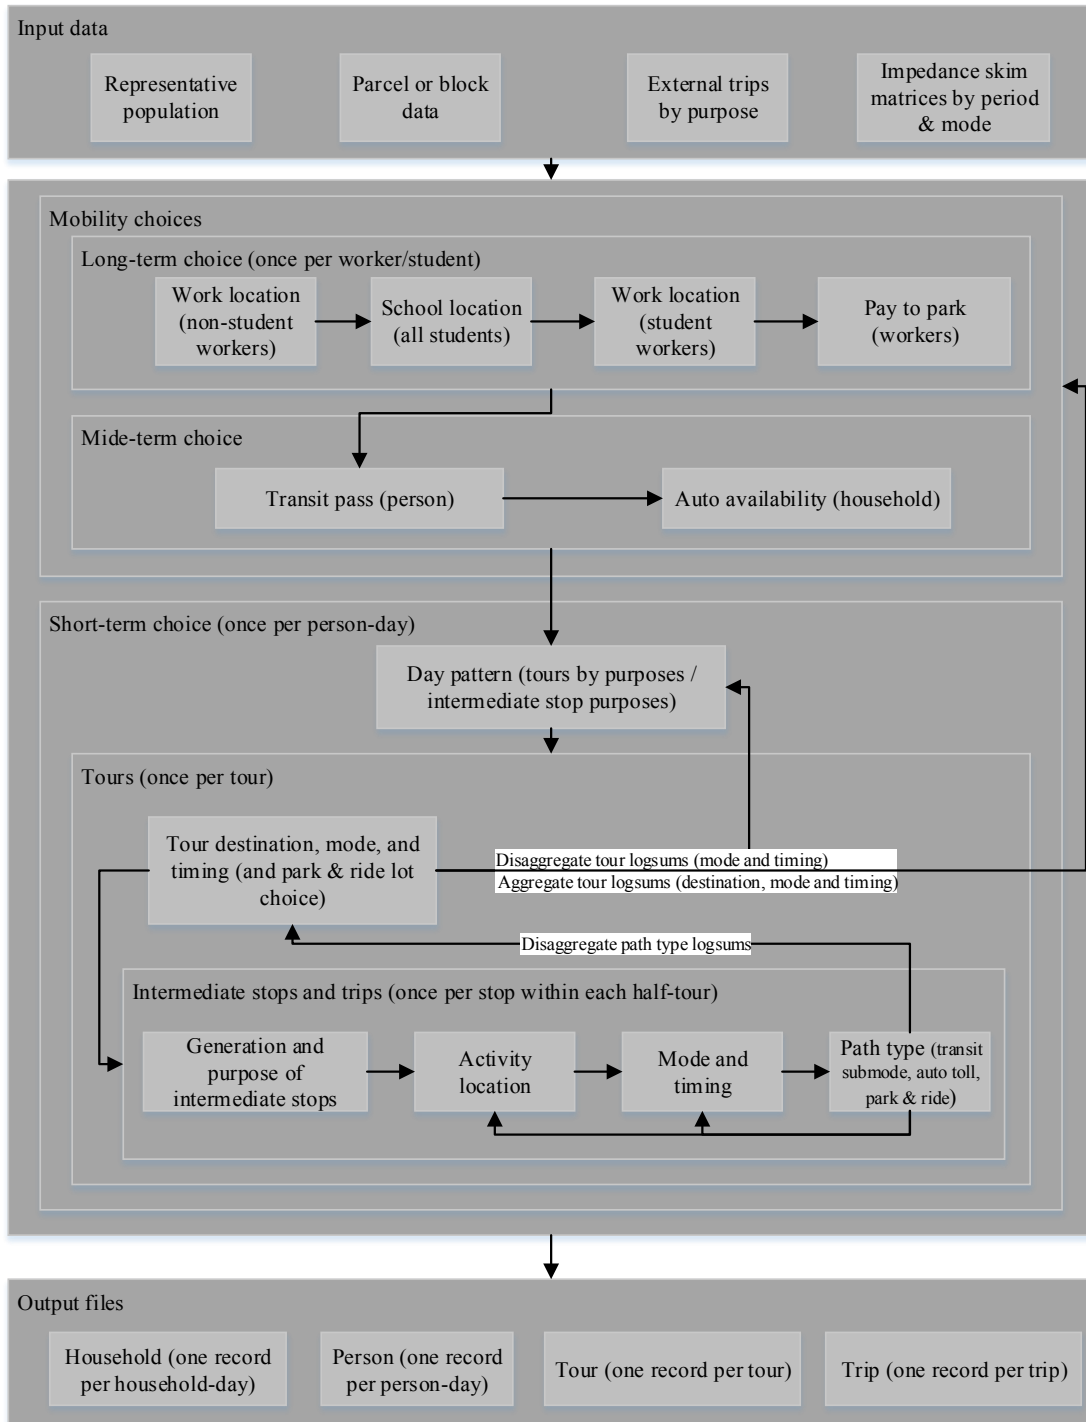 Input data
Representative
population
Parcel or block
data
External trips
by purpose
Impedance skim
matrices by period
& mode
Mobility choices
Long-term choice (once per worker/student)
Work location
(non-student
workers)
School location
(all students)
Work location
(student
workers)
Pay to park
(workers)
Mide-term choice
Transit pass (person)
Auto availability (household)
Short-term choice (once per person-day)
Day pattern (tours by purposes /
intermediate stop purposes)
Tours (once per tour)
Tour destination, mode, and
timing (and park & ride lot
choice)
Disaggregate tour logsums (mode and timing)
Aggregate tour logsums (destination, mode and timing)
Disaggregate path type logsums
Intermediate stops and trips (once per stop within each half-tour)
Generation and
purpose of
intermediate stops
Activity
location
Mode and
timing
Path type (transit
submode, auto toll,
park & ride)
Output files
Household (one record
per household-day)
Person (one record
per person-day)
Tour (one record per tour)
Trip (one record per trip)